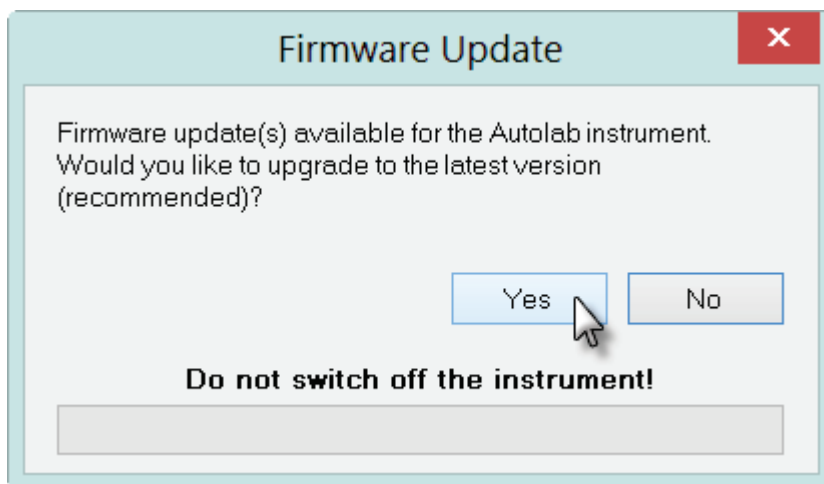 Firmware Update
Firmware update(s) available for the Autolab instrument.
Would you like to upgrade to the latest version
(recommended)?
Yes
No
Do not switch off the instrument!